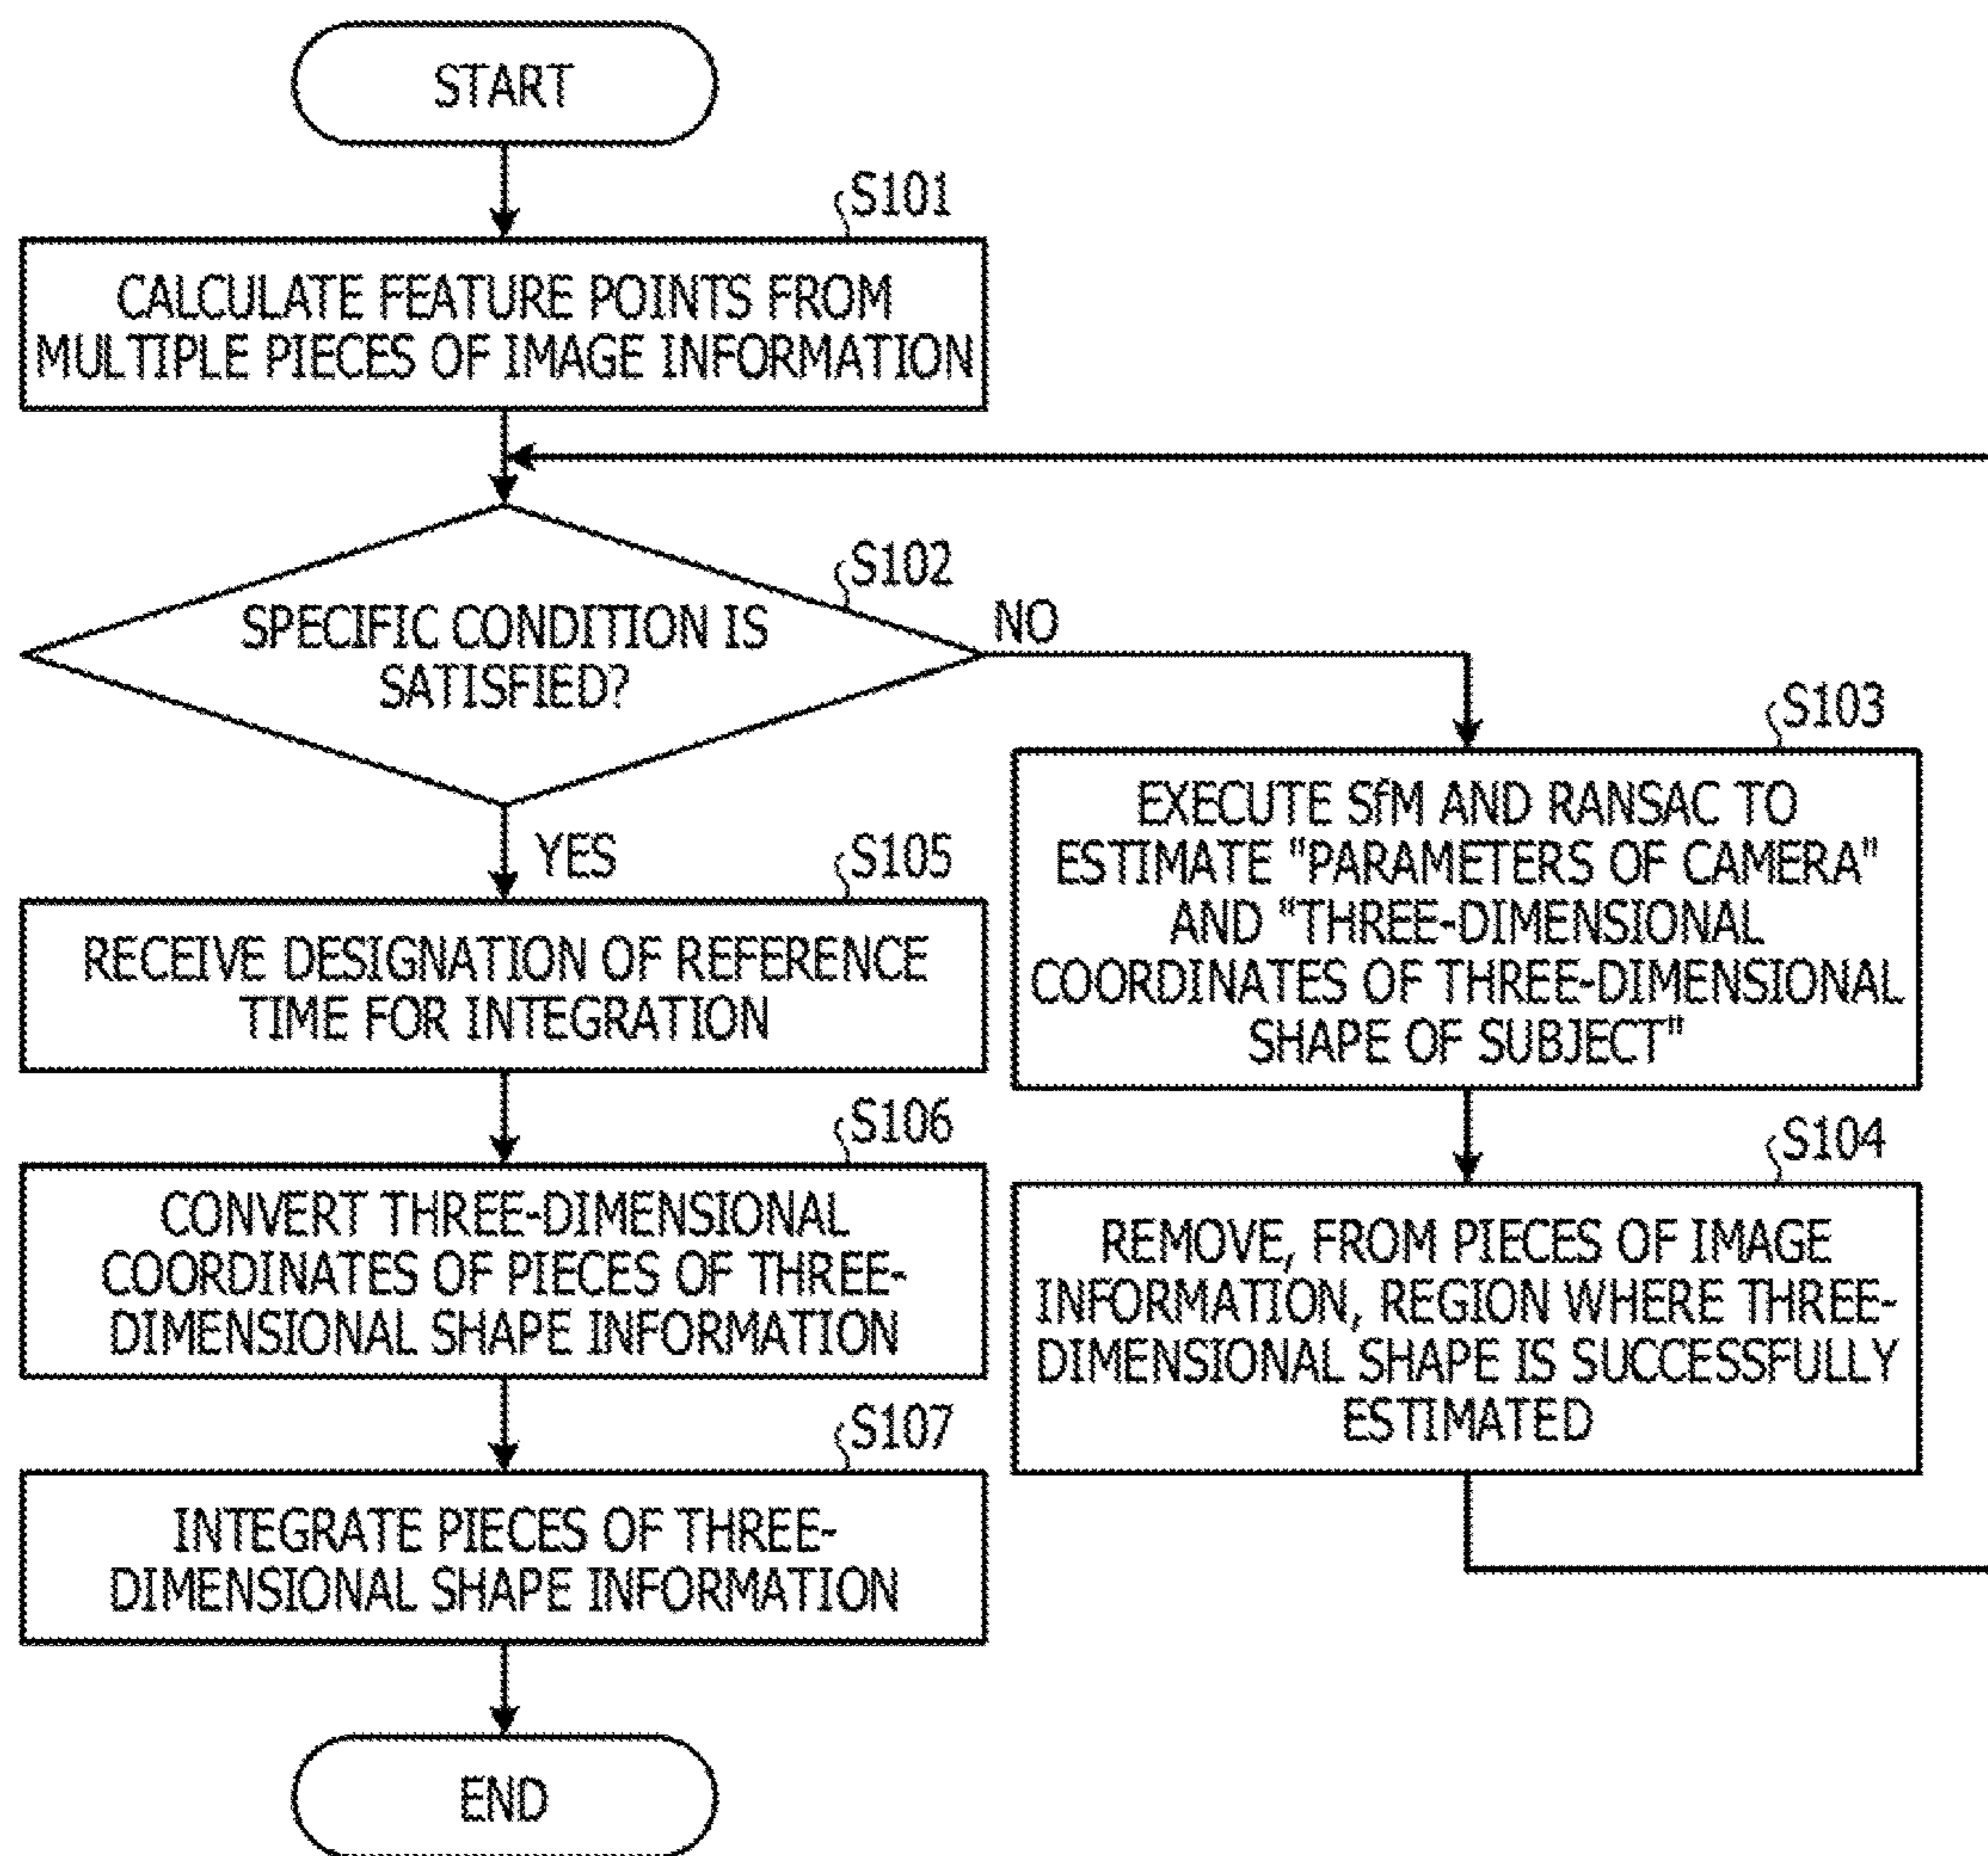 START
S101
CALCULATE FEATURE POINTS FROM
MULTIPLE PIECES OF IMAGE INFORMATION
S102
SPECIFIC CONDITION IS
SATISFIED?
NO
YES
S103
EXECUTE SfM AND RANSAC TO
ESTIMATE "PARAMETERS OF CAMERA"
AND "THREE-DIMENSIONAL
COORDINATES OF THREE-DIMENSIONAL
SHAPE OF SUBJECT"
S104
REMOVE, FROM PIECES OF IMAGE
INFORMATION, REGION WHERE THREE-
DIMENSIONAL SHAPE IS SUCCESSFULLY
ESTIMATED
S105
RECEIVE DESIGNATION OF REFERENCE
TIME FOR INTEGRATION
S106
CONVERT THREE-DIMENSIONAL
COORDINATES OF PIECES OF THREE-
DIMENSIONAL SHAPE INFORMATION
S107
INTEGRATE PIECES OF THREE-
DIMENSIONAL SHAPE INFORMATION
END